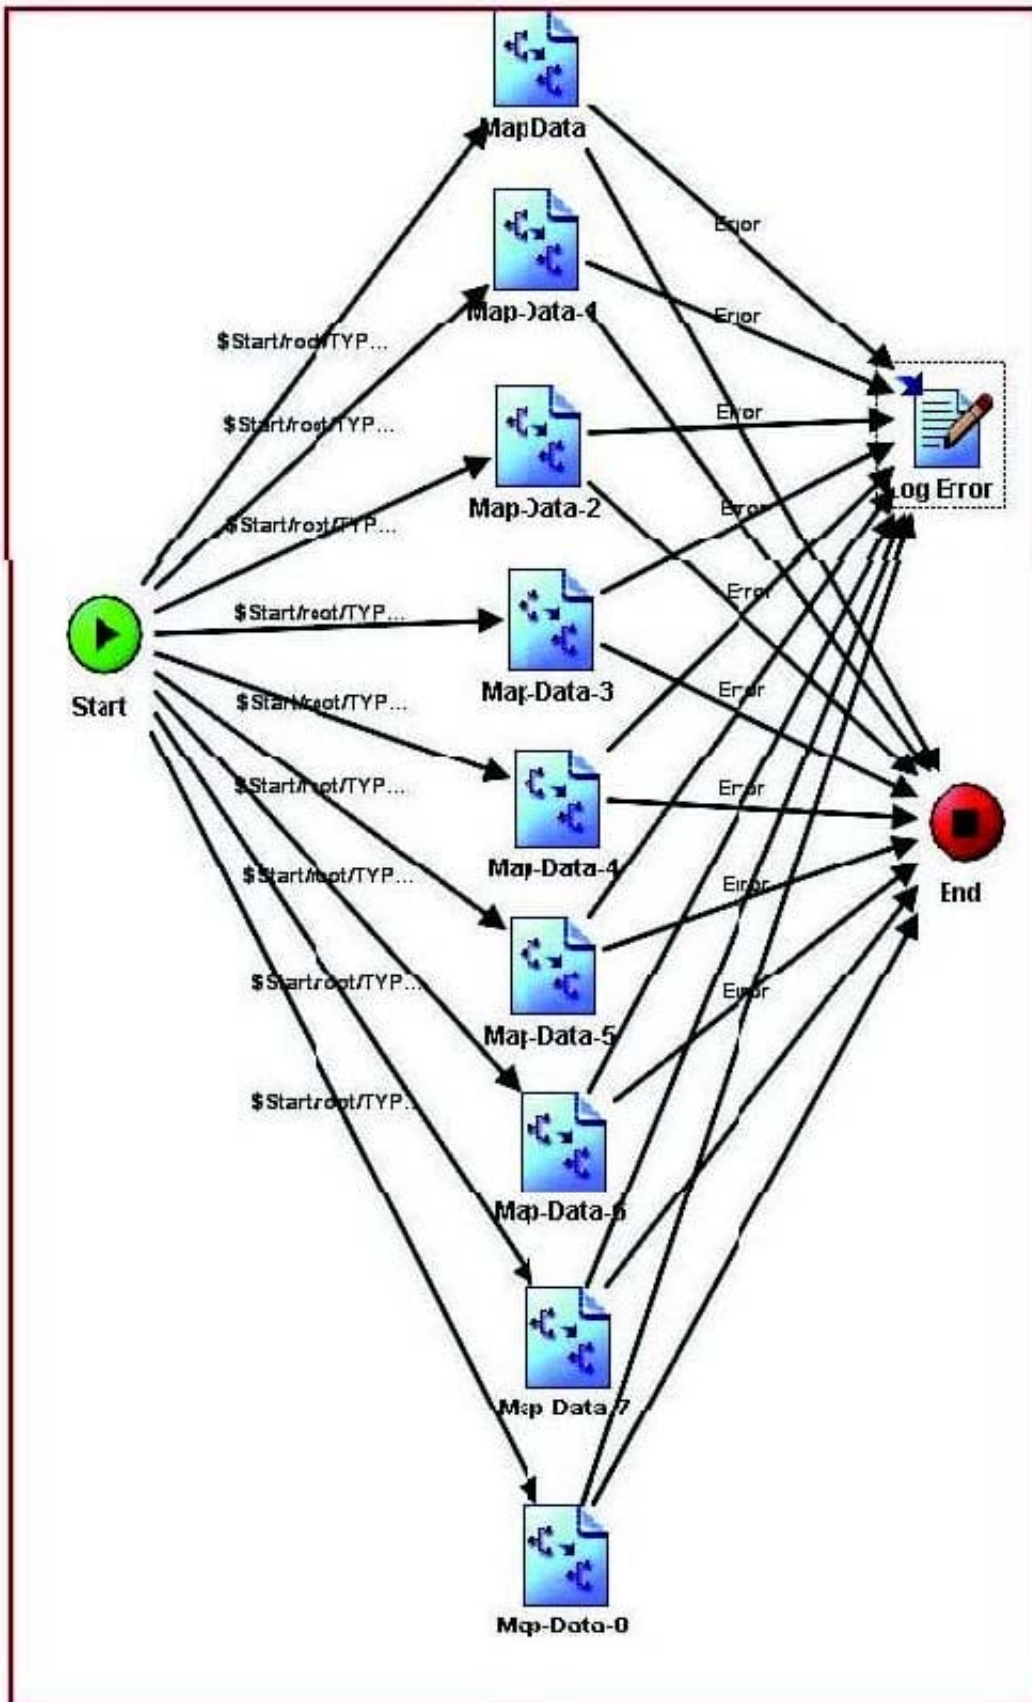 MapData
Error
Map-Data-1
Error
$Start/root/TYP...
$Start/root/TYP...
Error
Log Error
Map-Data-2
Error
$Start/root/TYP...
Error
$Start/root/TYP...
Start
Map-Data-3
Error
$Start/root/TYP...
$Start/root/TYP...
Error
Map-Data-4
$Start/root/TYP...
Error
End
$Start/root/TYP...
Error
Map-Data-5
$Start/root/TYP...
Map-Data-6
Map Data-7
Map-Data-0